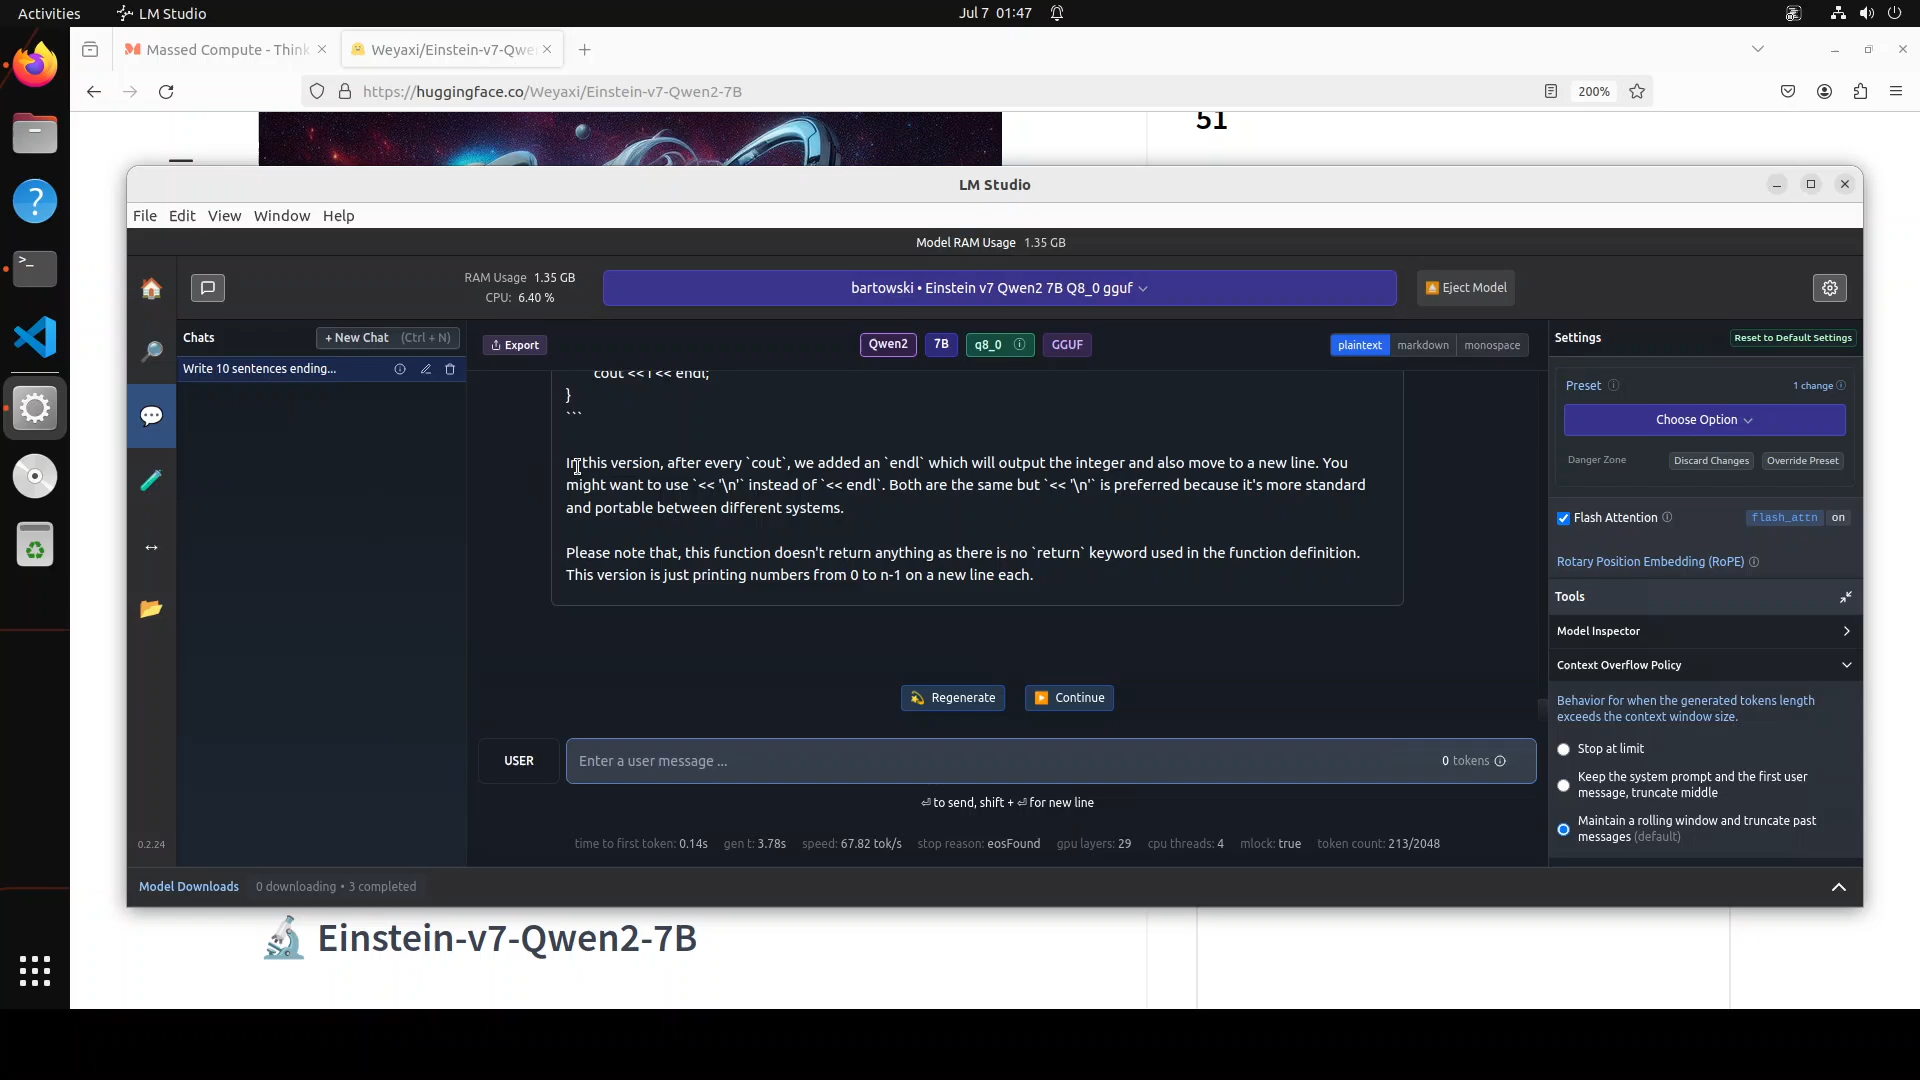 Activities
LM Studio
Jul 7 01:47
Massed Compute - Think
Weyaxi/Einstein-v7-Qwe
https://huggingface.co/Weyaxi/Einstein-v7-Qwen2-7B
200%
51
LM Studio
File Edit View Window Help
Model RAM Usage 1.35 GB
RAM Usage 1.35 GB
CPU: 6.40 %
bartowski • Einstein v7 Qwen2 7B Q8_0 gguf
Eject Model
Chats
+ New Chat (Ctrl + N)
Export
Qwen2
7B
q8_0
GGUF
plaintext
markdown
monospace
Settings
Reset to Default Settings
Write 10 sentences ending...
cout << i << endl;
}
```
In this version, after every `cout`, we added an `endl` which will output the integer and also move to a new line. You
might want to use `<< '\n'` instead of `<< endl`. Both are the same but `<< '\n'` is preferred because it's more standard
and portable between different systems.
Please note that, this function doesn't return anything as there is no `return` keyword used in the function definition.
This version is just printing numbers from 0 to n-1 on a new line each.
Regenerate
Continue
USER
Enter a user message ...
0 tokens
⏎ to send, shift + ⏎ for new line
time to first token: 0.14s gen t: 3.78s speed: 67.82 tok/s stop reason: eosFound gpu layers: 29 cpu threads: 4 mlock: true token count: 213/2048
Preset
1 change
Choose Option
Danger Zone
Discard Changes
Override Preset
Flash Attention
flash_attn on
Rotary Position Embedding (RoPE)
Tools
Model Inspector
Context Overflow Policy
Behavior for when the generated tokens length
exceeds the context window size.
Stop at limit
Keep the system prompt and the first user
message, truncate middle
Maintain a rolling window and truncate past
messages (default)
0.2.24
Model Downloads 0 downloading • 3 completed
Einstein-v7-Qwen2-7B